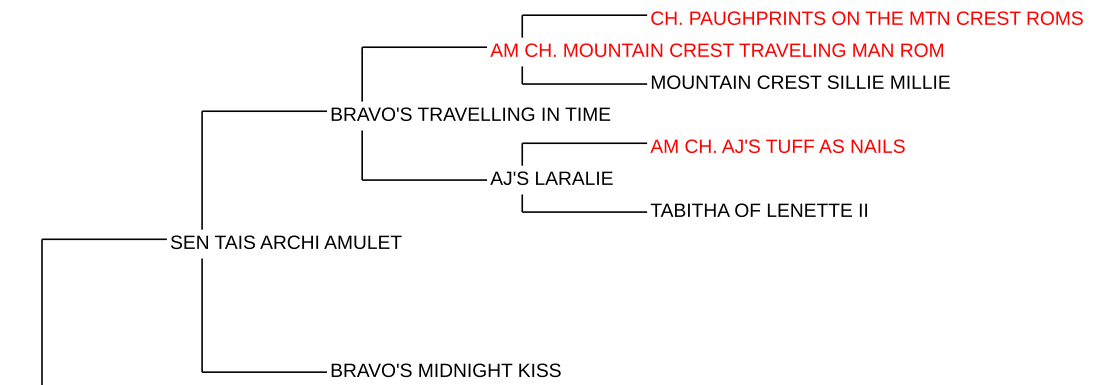 CH. PAUGHPRINTS ON THE MTN CREST ROMS
AM CH. MOUNTAIN CREST TRAVELING MAN ROM
MOUNTAIN CREST SILLIE MILLIE
BRAVO'S TRAVELLING IN TIME
AM CH. AJ'S TUFF AS NAILS
AJ'S LARALIE
TABITHA OF LENETTE II
SEN TAIS ARCHI AMULET
BRAVO'S MIDNIGHT KISS